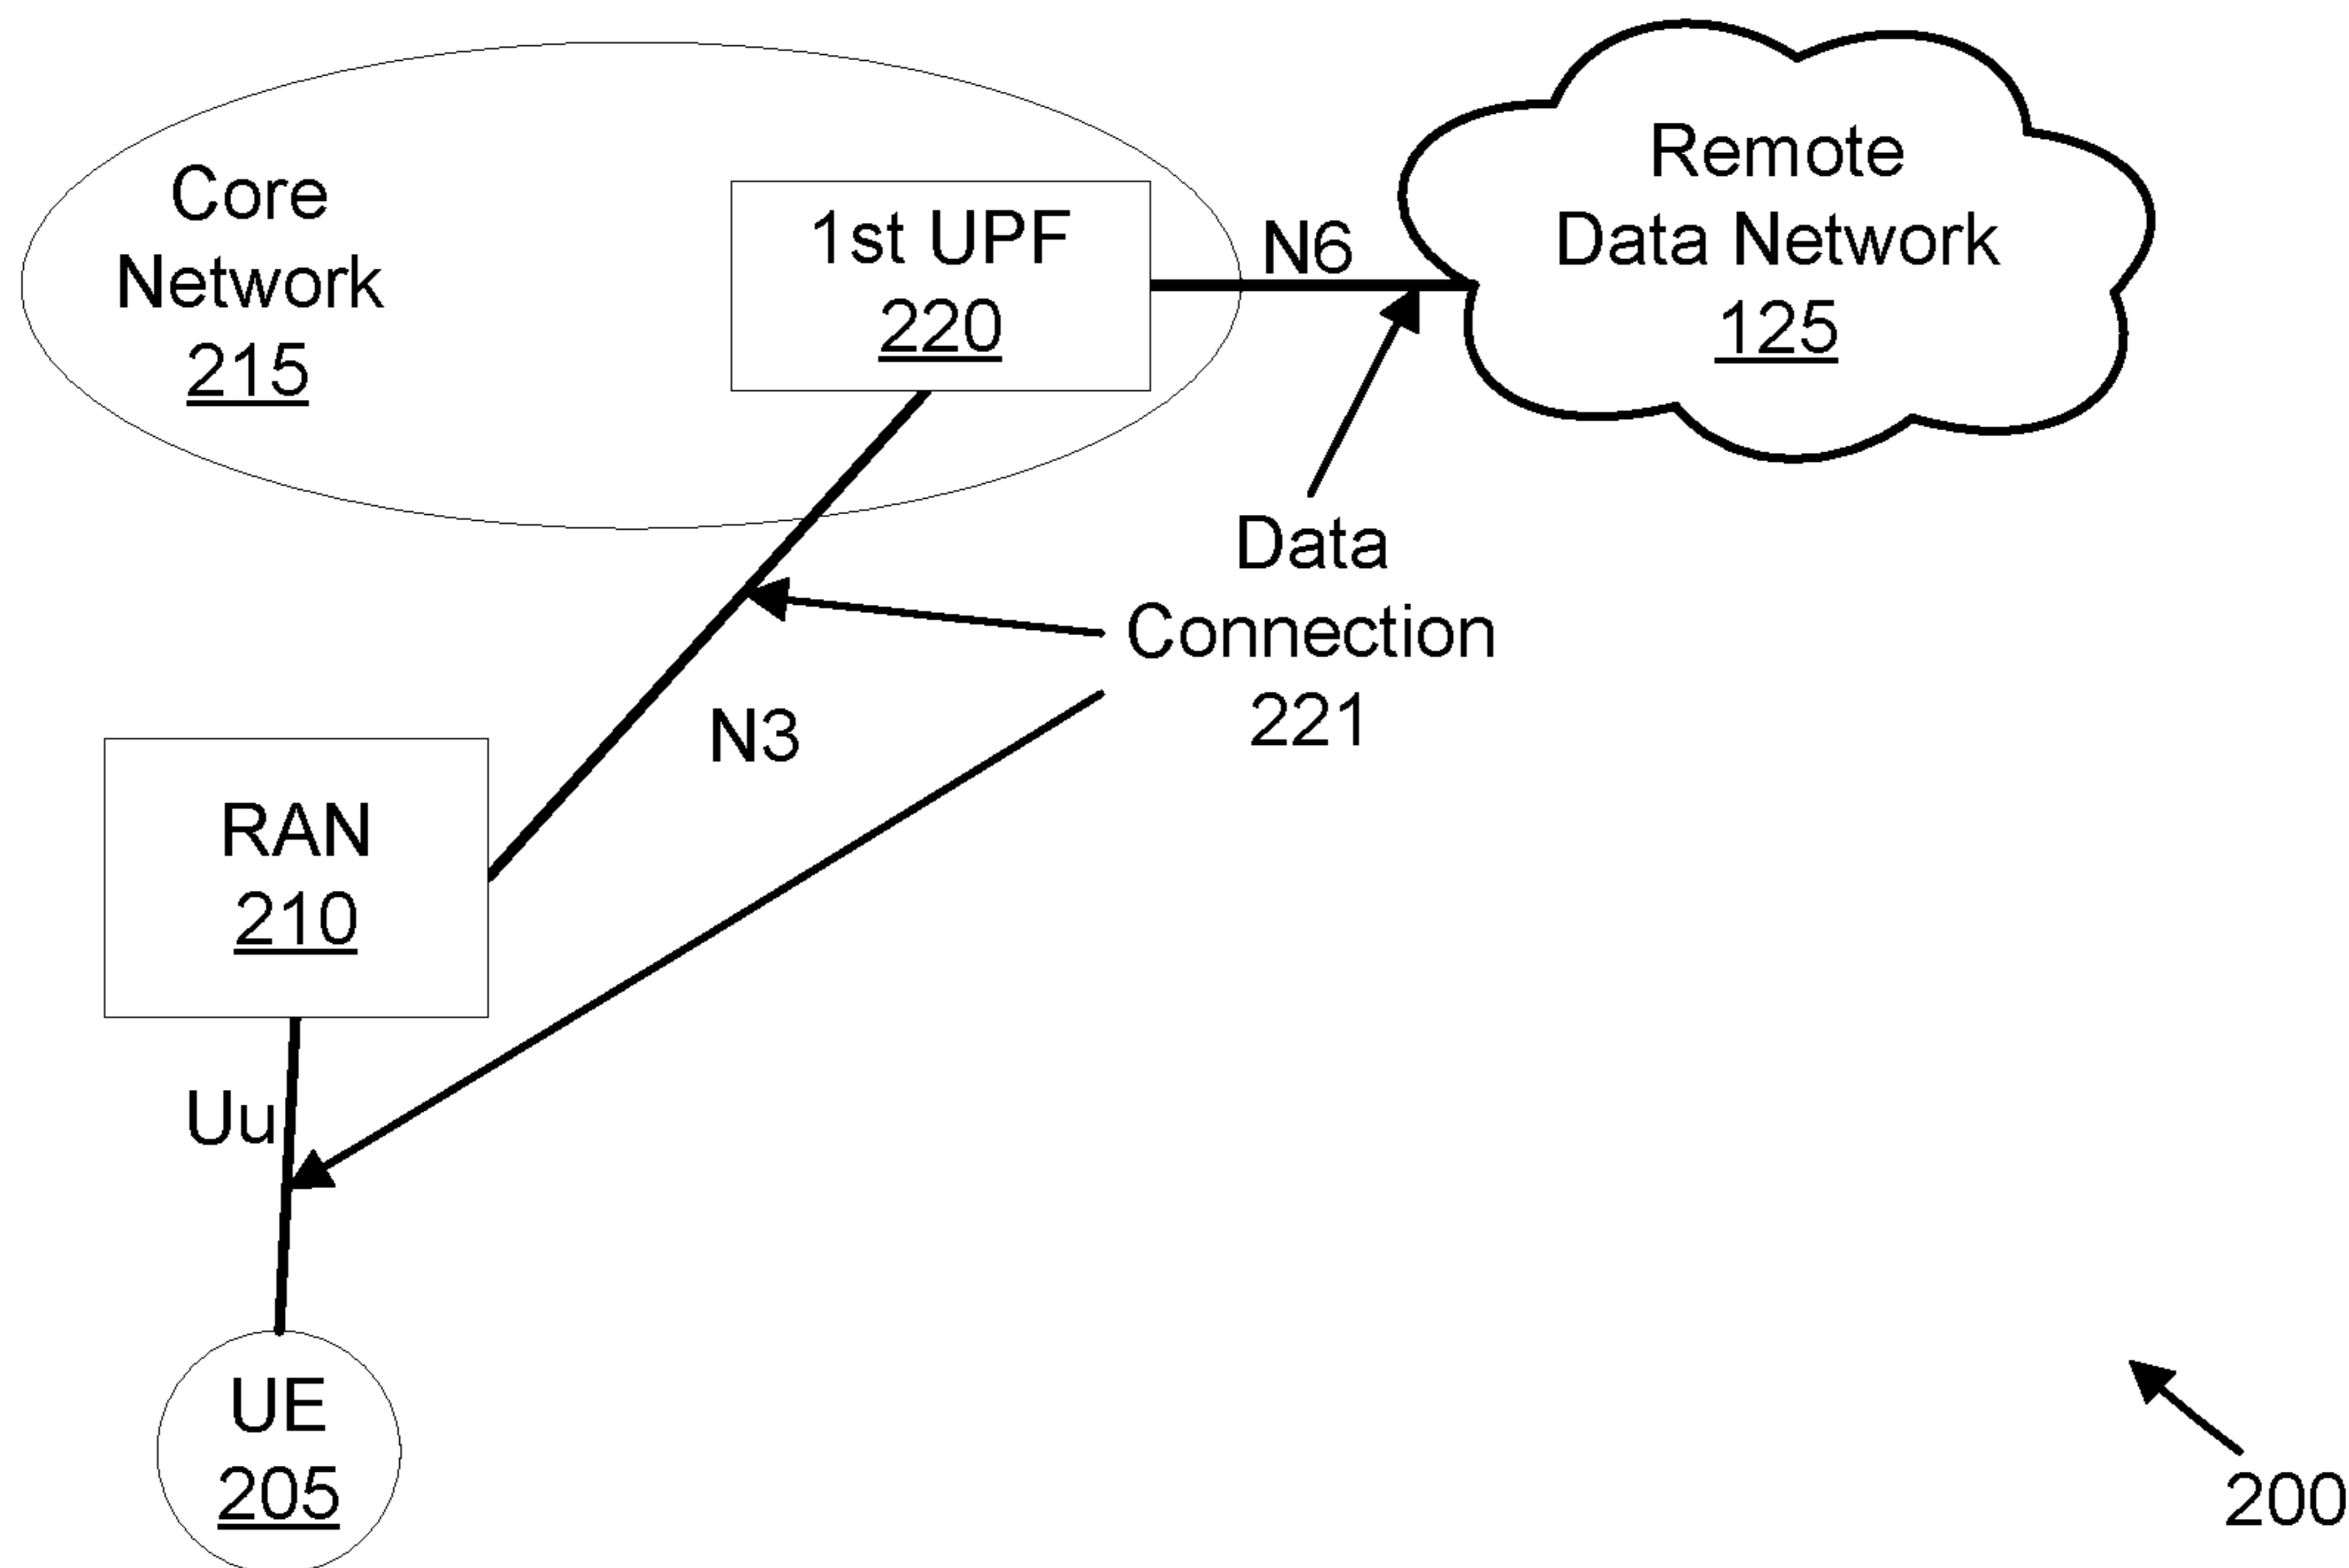 Core
Network
215
1st UPF
220
N6
Remote
Data Network
125
Data
Connection
221
N3
RAN
210
Uu
UE
205
200